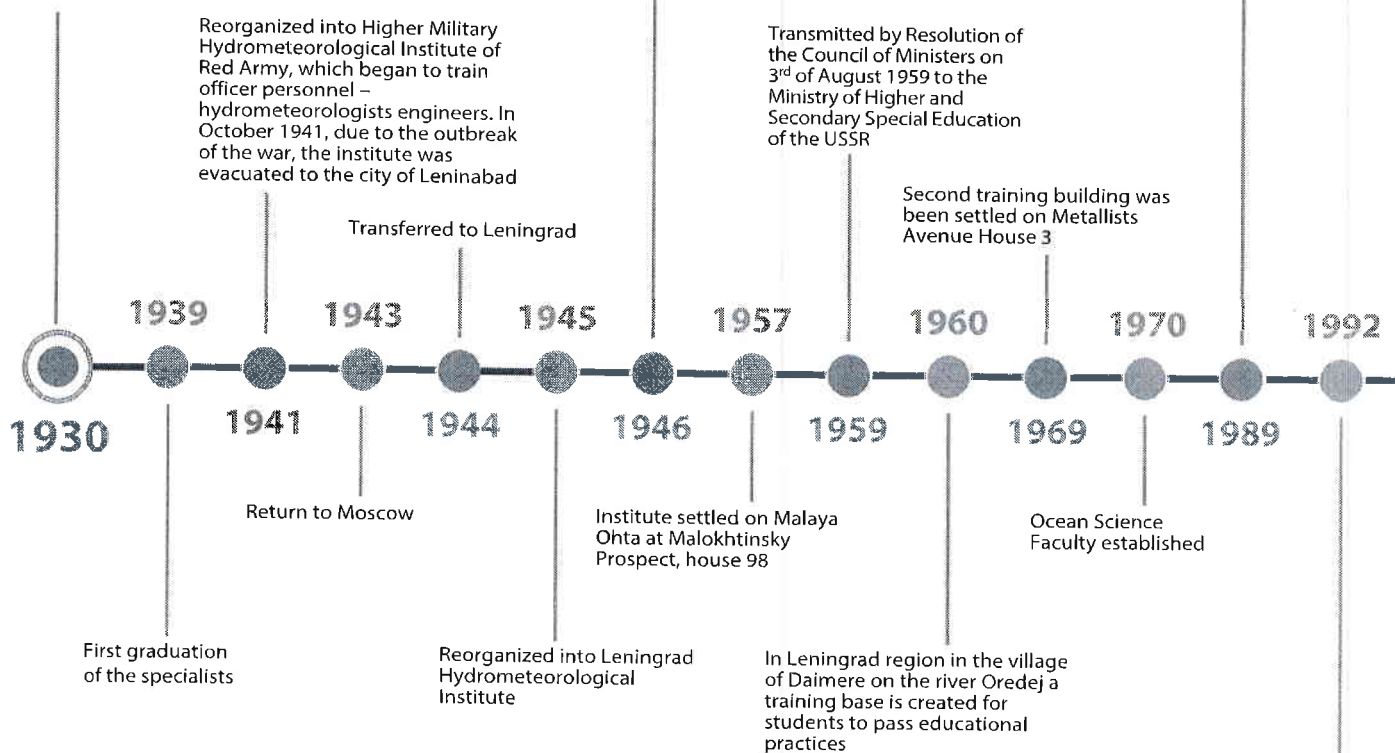 Reorganized into Higher Military
Hydrometeorological Institute of
Red Army, which began to train
officer personnel –
hydrometeorologists engineers. In
October 1941, due to the outbreak
of the war, the institute was
evacuated to the city of Leninabad
Transmitted by Resolution of
the Council of Ministers on
3rd of August 1959 to the
Ministry of Higher and
Secondary Special Education
of the USSR
Transferred to Leningrad
Second training building was
been settled on Metallists
Avenue House 3
1939
1943
1945
1957
1960
1970
1992
1930
1941
1944
1946
1959
1969
1989
Return to Moscow
Institute settled on Malaya
Ohta at Malokhtinsky
Prospect, house 98
Ocean Science
Faculty established
First graduation
of the specialists
Reorganized into Leningrad
Hydrometeorological
Institute
In Leningrad region in the village
of Daimere on the river Oredej a
training base is created for
students to pass educational
practices